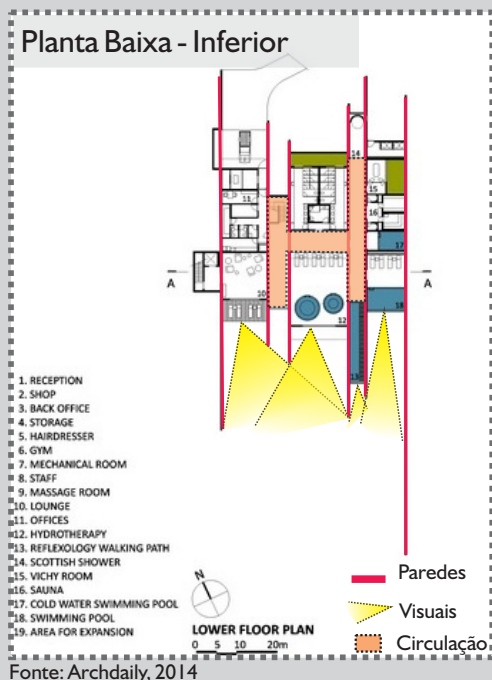 Planta Baixa - Inferior
14
15
11
16
17
A
A
10
12
18
13
1. RECEPTION
2. SHOP
3. BACK OFFICE
4. STORAGE
5. HAIRDRESSER
6. GYM
7. MECHANICAL ROOM
8. STAFF
9. MASSAGE ROOM
10. LOUNGE
11. OFFICES
12. HYDROTHERAPY
13. REFLEXOLOGY WALKING PATH
14. SCOTTISH SHOWER
15. VICHY ROOM
16. SAUNA
17. COLD WATER SWIMMING POOL
18. SWIMMING POOL
19. AREA FOR EXPANSION
N
LOWER FLOOR PLAN
0 5 10 20m
Paredes
Visuais
Circulação
Fonte: Archdaily, 2014